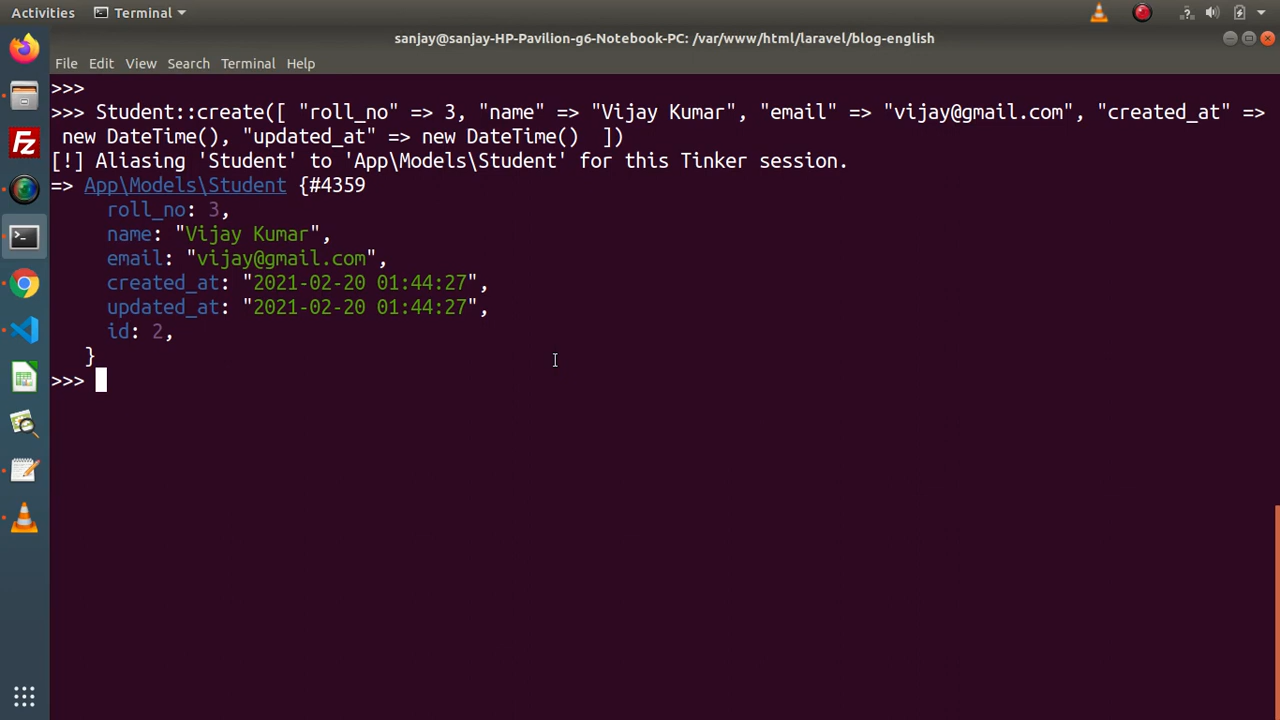 Activities
Terminal
sanjay@sanjay-HP-Pavilion-g6-Notebook-PC: /var/www/html/laravel/blog-english
File Edit View Search Terminal Help
>>>
>>> Student::create([ "roll_no" => 3, "name" => "Vijay Kumar", "email" => "vijay@gmail.com", "created_at" =>
new DateTime(), "updated_at" => new DateTime()  ])
[!] Aliasing 'Student' to 'App\Models\Student' for this Tinker session.
=> App\Models\Student {#4359
roll_no: 3,
name: "Vijay Kumar",
email: "vijay@gmail.com",
created_at: "2021-02-20 01:44:27",
updated_at: "2021-02-20 01:44:27",
id: 2,
}
>>>